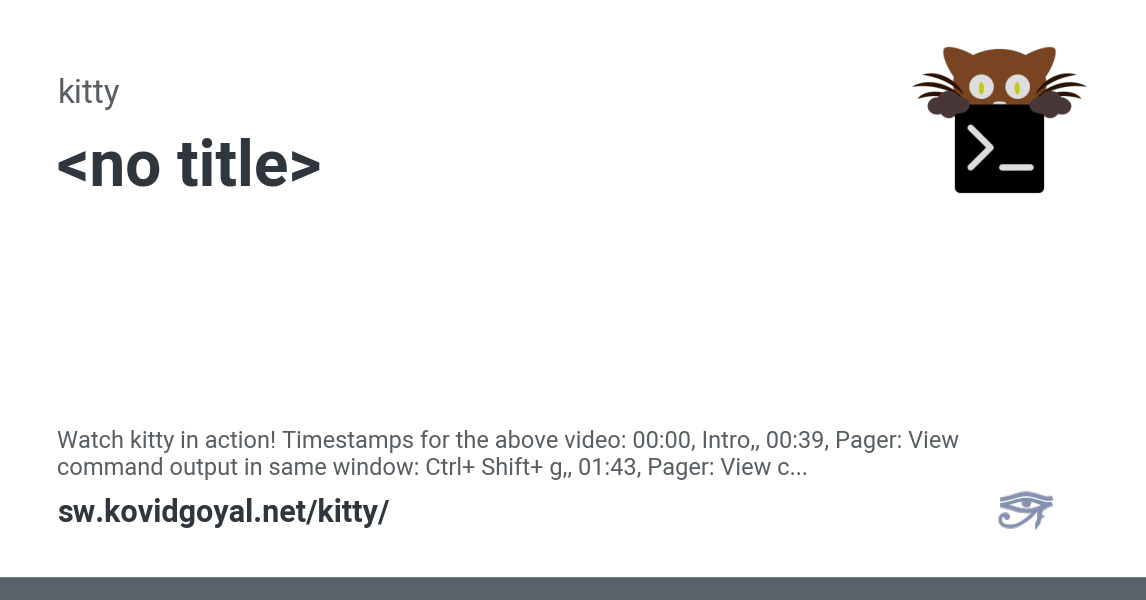 kitty
<no title>
Watch kitty in action! Timestamps for the above video: 00:00, Intro,, 00:39, Pager: View
command output in same window: Ctrl+ Shift+ g,, 01:43, Pager: View c...
sw.kovidgoyal.net/kitty/